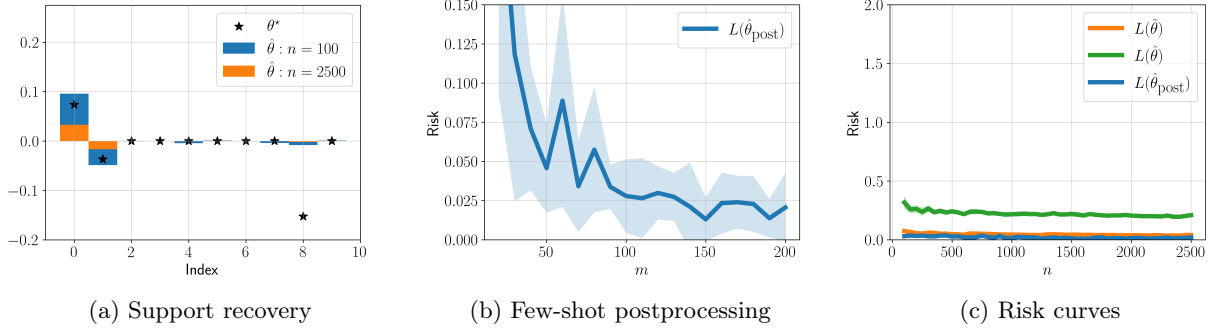 0.2
0.1
0.0
−0.1
−0.2
0 2 4 6 8 10
Index
θ⋆
θ̂ : n = 100
θ̂ : n = 2500
(a) Support recovery
0.150
0.125
0.100
0.075
0.050
0.025
0.000
Risk
50 100 150 200
m
L(θ̂post)
(b) Few-shot postprocessing
2.0
1.5
1.0
0.5
0.0
Risk
0 500 1000 1500 2000 2500
n
L(θ̃)
L(θ̂)
L(θ̂post)
(c) Risk curves